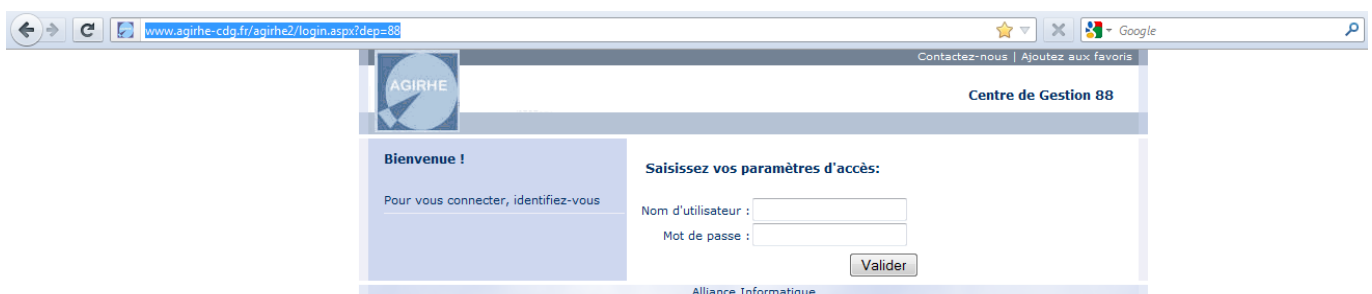 www.agirhe-cdg.fr/agirhe2/login.aspx?dep=88
Google
Contactez-nous | Ajoutez aux favoris
AGIRHE
Centre de Gestion 88
Bienvenue !
Pour vous connecter, identifiez-vous
Saisissez vos paramètres d'accès:
Nom d'utilisateur :
Mot de passe :
Valider
Alliance Informatique